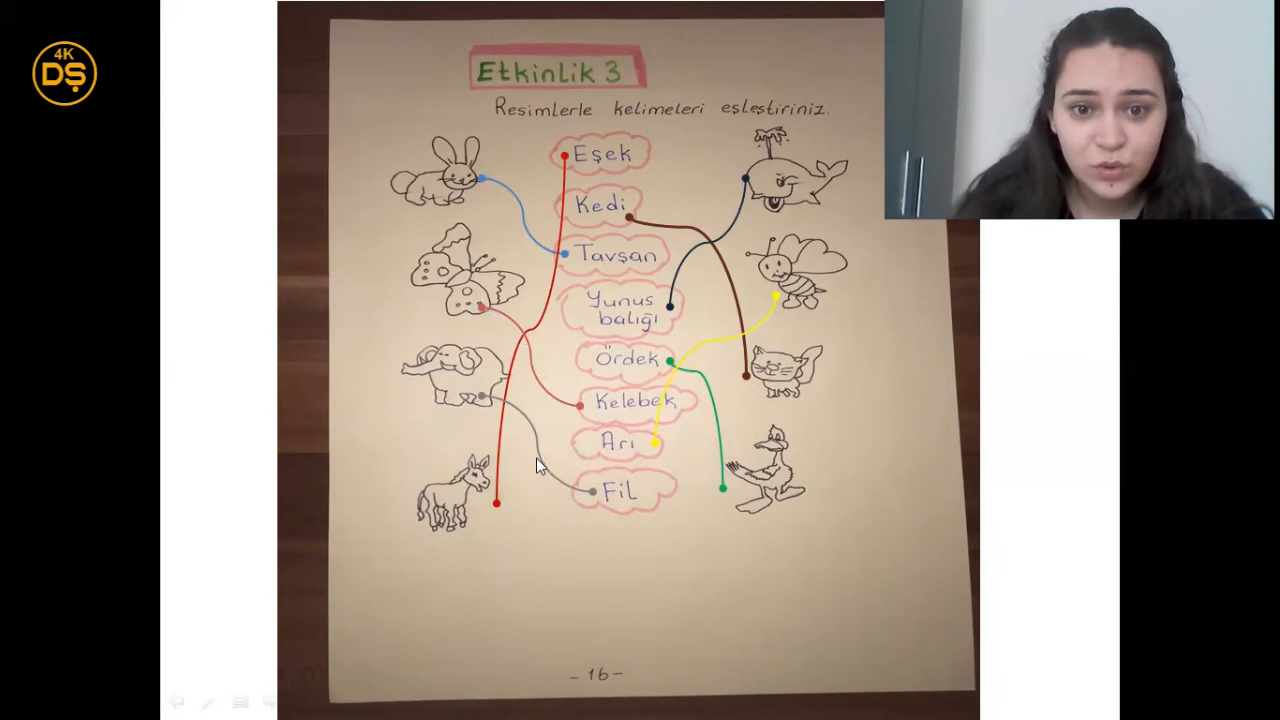 4K
DŞ
Etkinlik 3
Resimlerle kelimeleri eşleştiriniz.
Eşek
Kedi
Tavşan
Yunus
balığı
Ördek
Kelebek
Arı
Fil
- 16 -